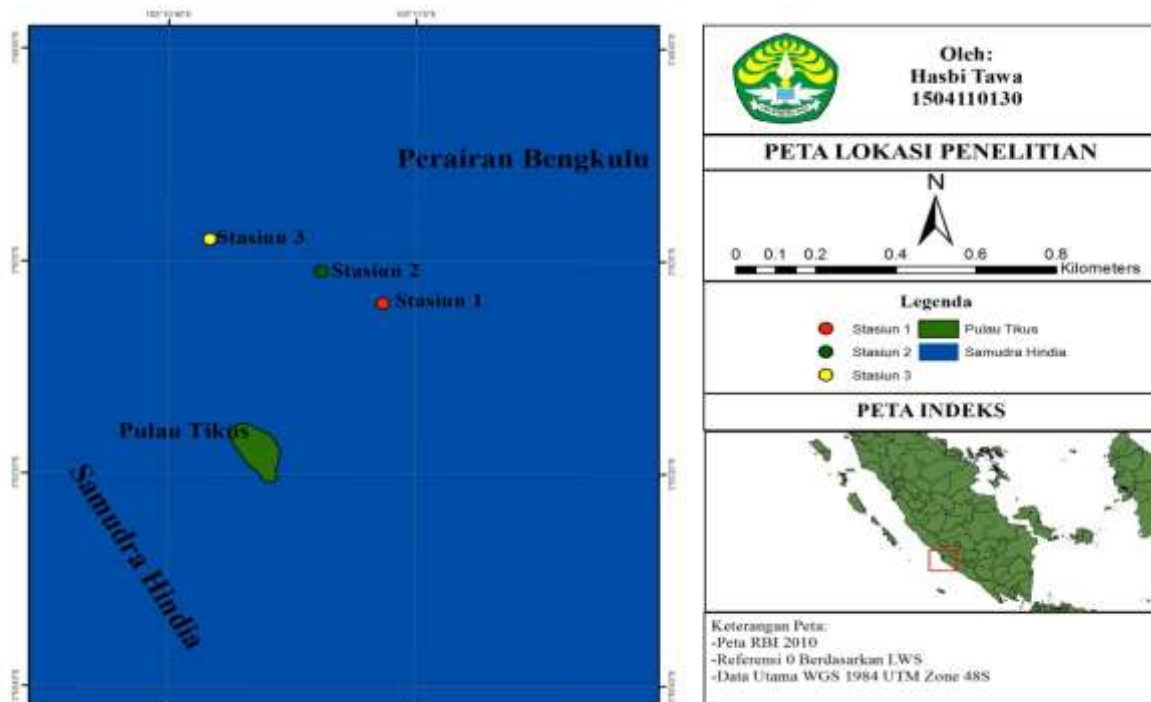 Perairan Bengkulu
Stasiun 3
Stasiun 2
Stasiun 1
Pulau Tikus
Samudra Hindia
Oleh:
Hasbi Tawa
1504110130
PETA LOKASI PENELITIAN
N
0 0.1 0.2 0.4 0.6 0.8
Kilometers
Legenda
Stasiun 1 Pulau Tikus
Stasiun 2 Samudra Hindia
Stasiun 3
PETA INDEKS
Keterangan Peta:
-Peta RBI 2010
-Referensi 0 Berdasarkan LWS
-Data Utama WGS 1984 UTM Zone 48S